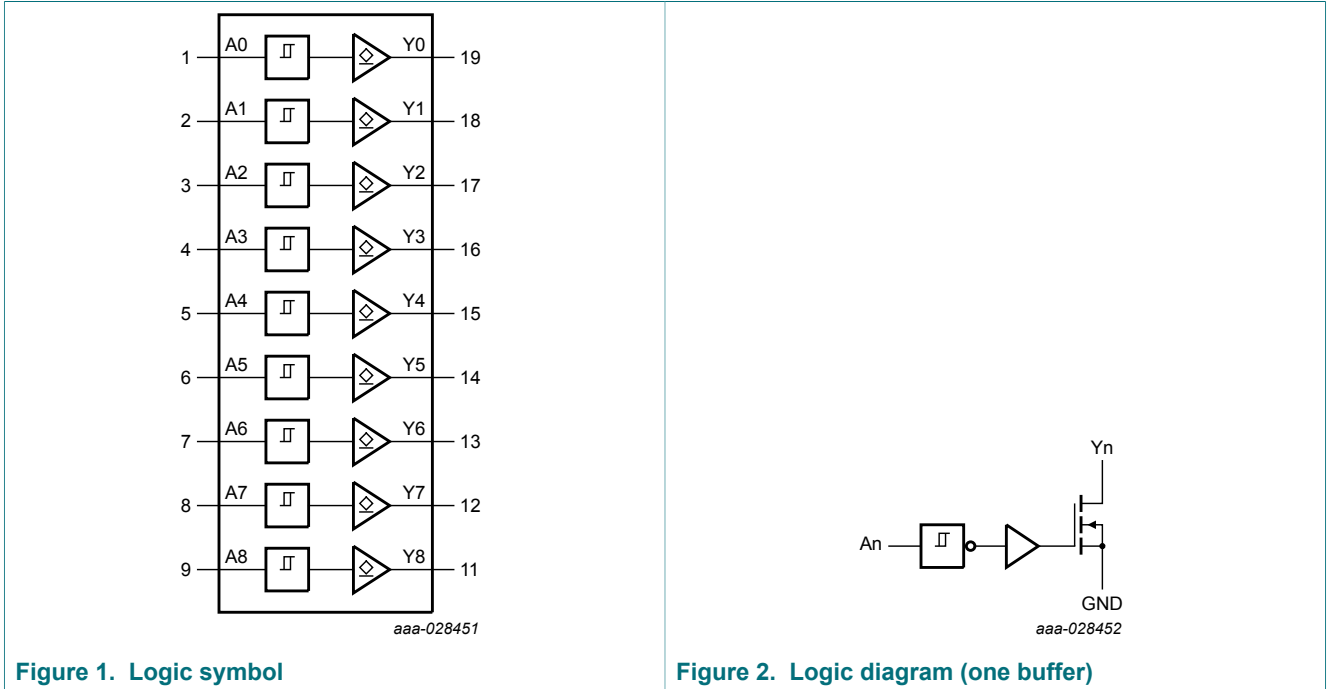 1 A0 Y0 19
2 A1 Y1 18
3 A2 Y2 17
4 A3 Y3 16
5 A4 Y4 15
6 A5 Y5 14
7 A6 Y6 13
8 A7 Y7 12
9 A8 Y8 11
aaa-028451
Figure 1. Logic symbol
Yn
An
GND
aaa-028452
Figure 2. Logic diagram (one buffer)